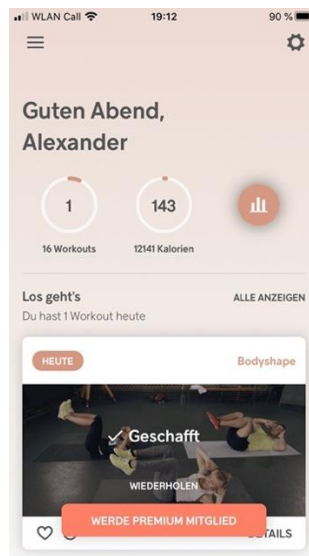 WLAN Call 19:12 90 %
Guten Abend,
Alexander
1 143
16 Workouts 12141 Kalorien
Los geht's ALLE ANZEIGEN
Du hast 1 Workout heute
HEUTE Bodyshape
Geschafft
WIEDERHOLEN
WERDE PREMIUM MITGLIED
TAILS